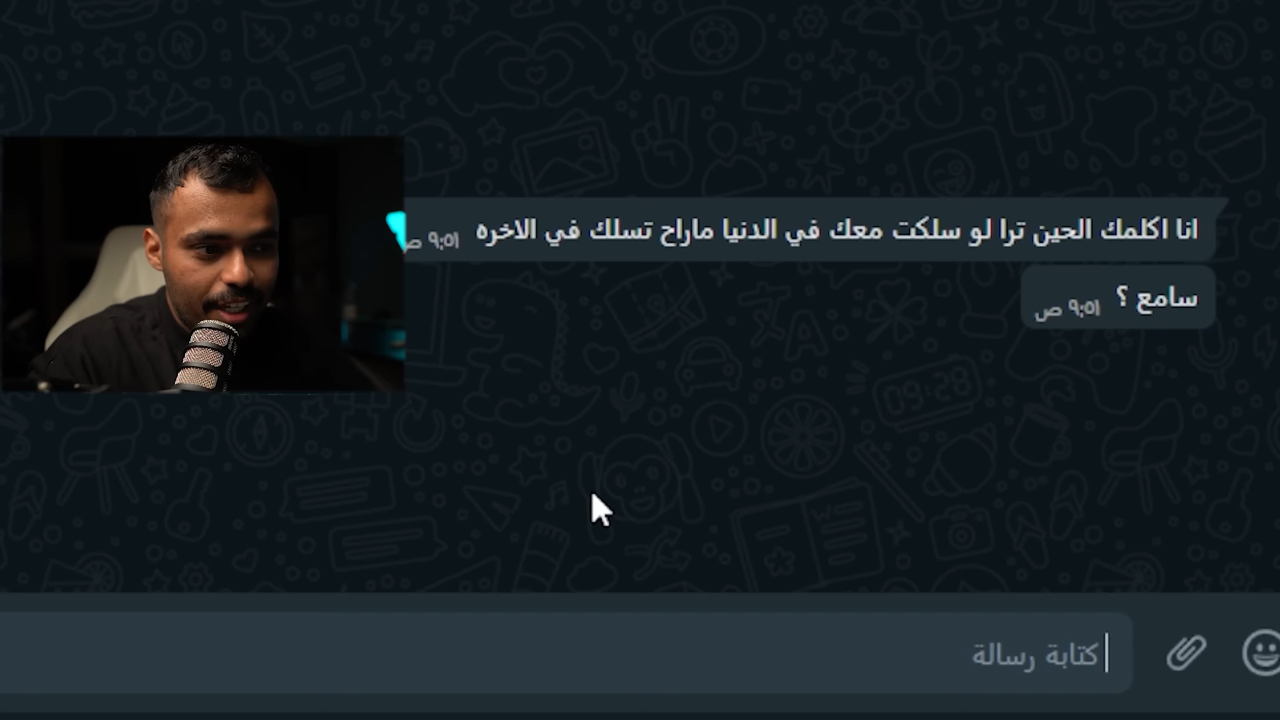 انا اكلمك الحين ترا لو سلكت معك في الدنيا ماراح تسلك في الاخره
٩:٥١ ص
سامع ؟
٩:٥١ ص
كتابة رسالة